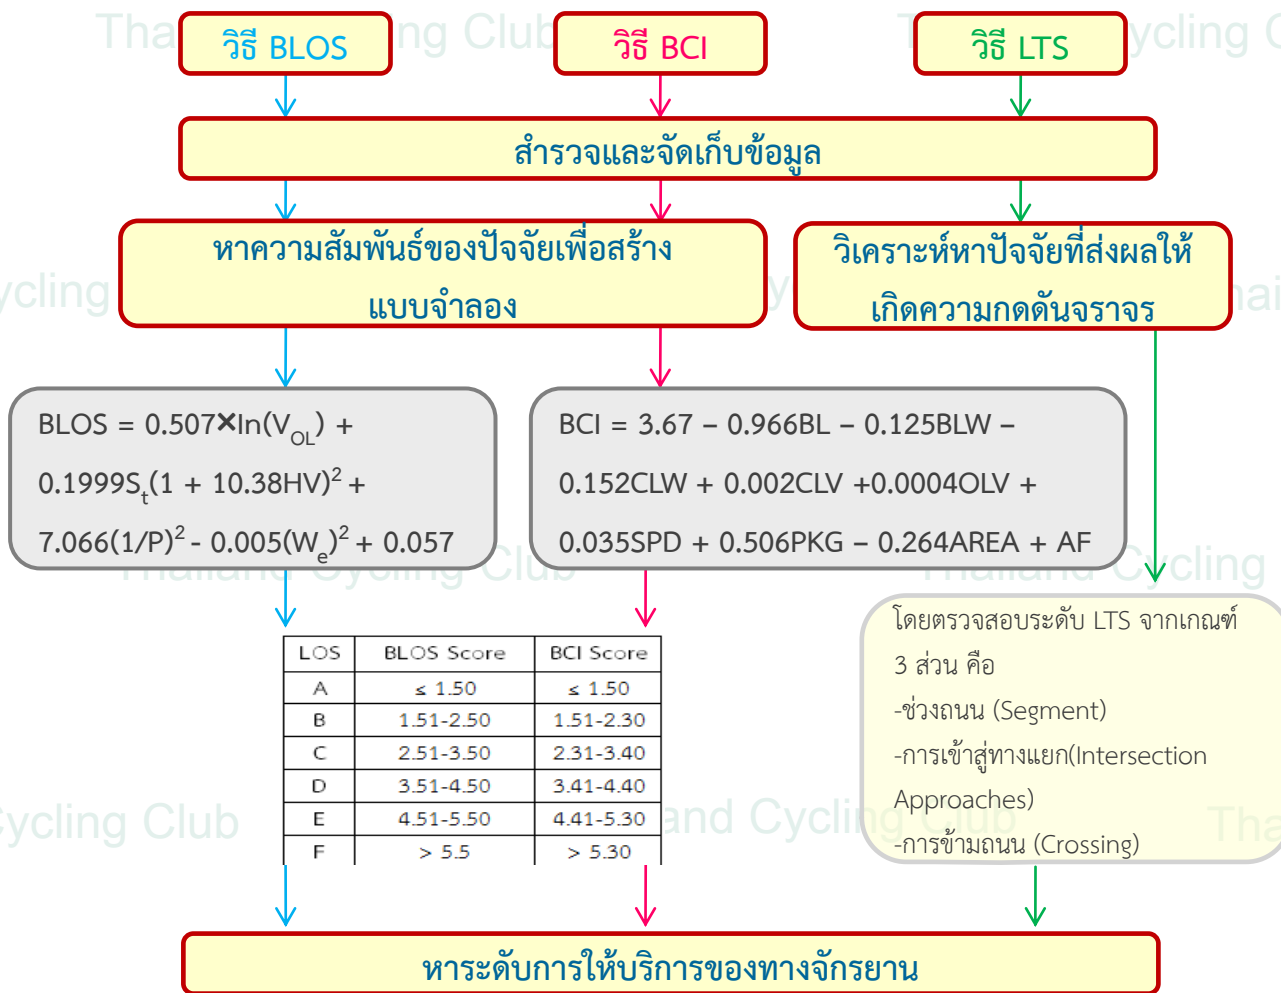 วิธี BLOS
วิธี BCI
วิธี LTS
สำรวจและจัดเก็บข้อมูล
หาความสัมพันธ์ของปัจจัยเพื่อสร้าง
แบบจำลอง
วิเคราะห์หาปัจจัยที่ส่งผลให้
เกิดความกดดันจราจร
BLOS = 0.507×ln(V_OL) +
0.1999S_t(1 + 10.38HV)² +
7.066(1/P)² - 0.005(W_e)² + 0.057
BCI = 3.67 – 0.966BL – 0.125BLW –
0.152CLW + 0.002CLV +0.0004OLV +
0.035SPD + 0.506PKG – 0.264AREA + AF
LOS BLOS Score BCI Score
A ≤ 1.50 ≤ 1.50
B 1.51-2.50 1.51-2.30
C 2.51-3.50 2.31-3.40
D 3.51-4.50 3.41-4.40
E 4.51-5.50 4.41-5.30
F > 5.5 > 5.30
โดยตรวจสอบระดับ LTS จากเกณฑ์
3 ส่วน คือ
-ช่วงถนน (Segment)
-การเข้าสู่ทางแยก(Intersection
Approaches)
-การข้ามถนน (Crossing)
หาระดับการให้บริการของทางจักรยาน
Thailand Cycling Club